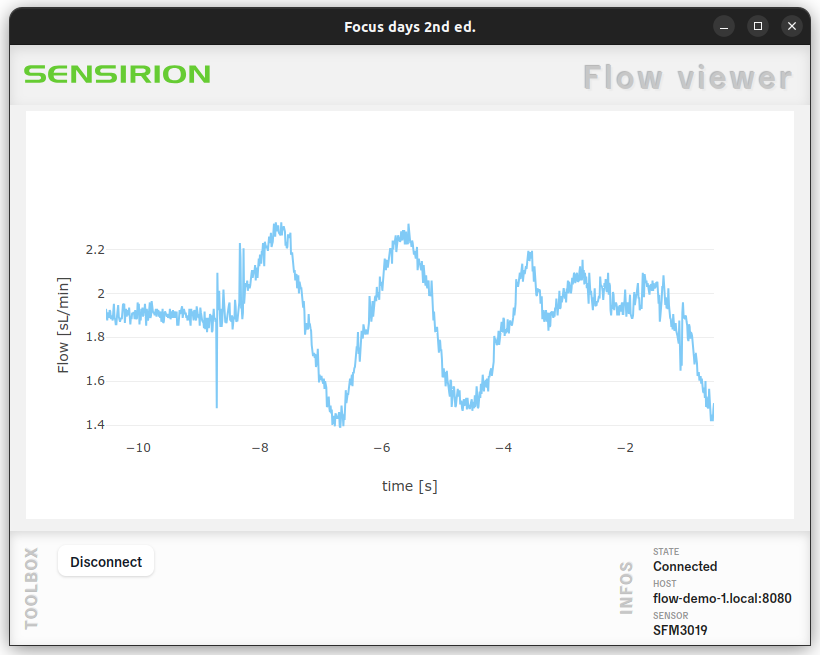 Focus days 2nd ed.
SENSIRION
Flow viewer
Flow [sL/min]
2.2
2
1.8
1.6
1.4
−10
−8
−6
−4
−2
time [s]
TOOLBOX
Disconnect
INFOS
STATE
Connected
HOST
flow-demo-1.local:8080
SENSOR
SFM3019